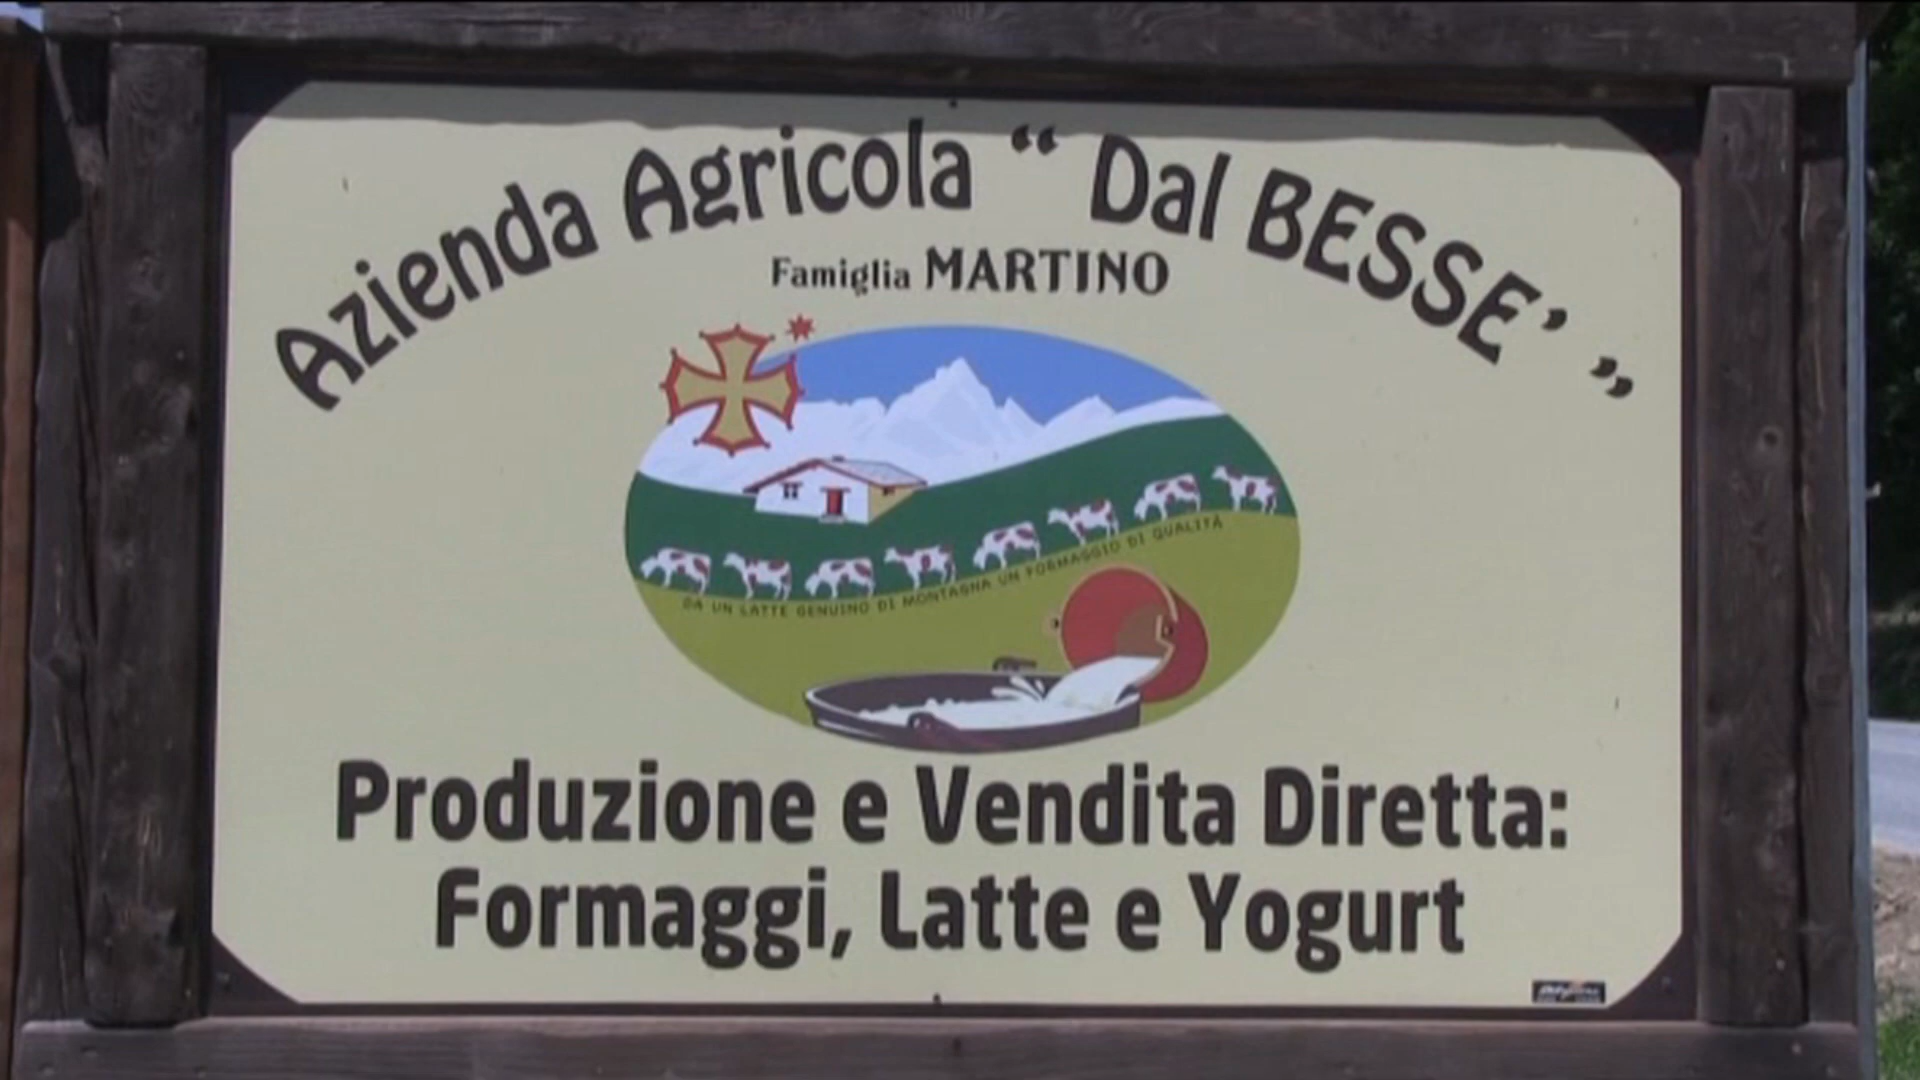 Azienda Agricola “ Dal BESSE’ ”
Famiglia MARTINO
DA UN LATTE GENUINO DI MONTAGNA UN FORMAGGIO DI QUALITÀ
Produzione e Vendita Diretta:
Formaggi, Latte e Yogurt